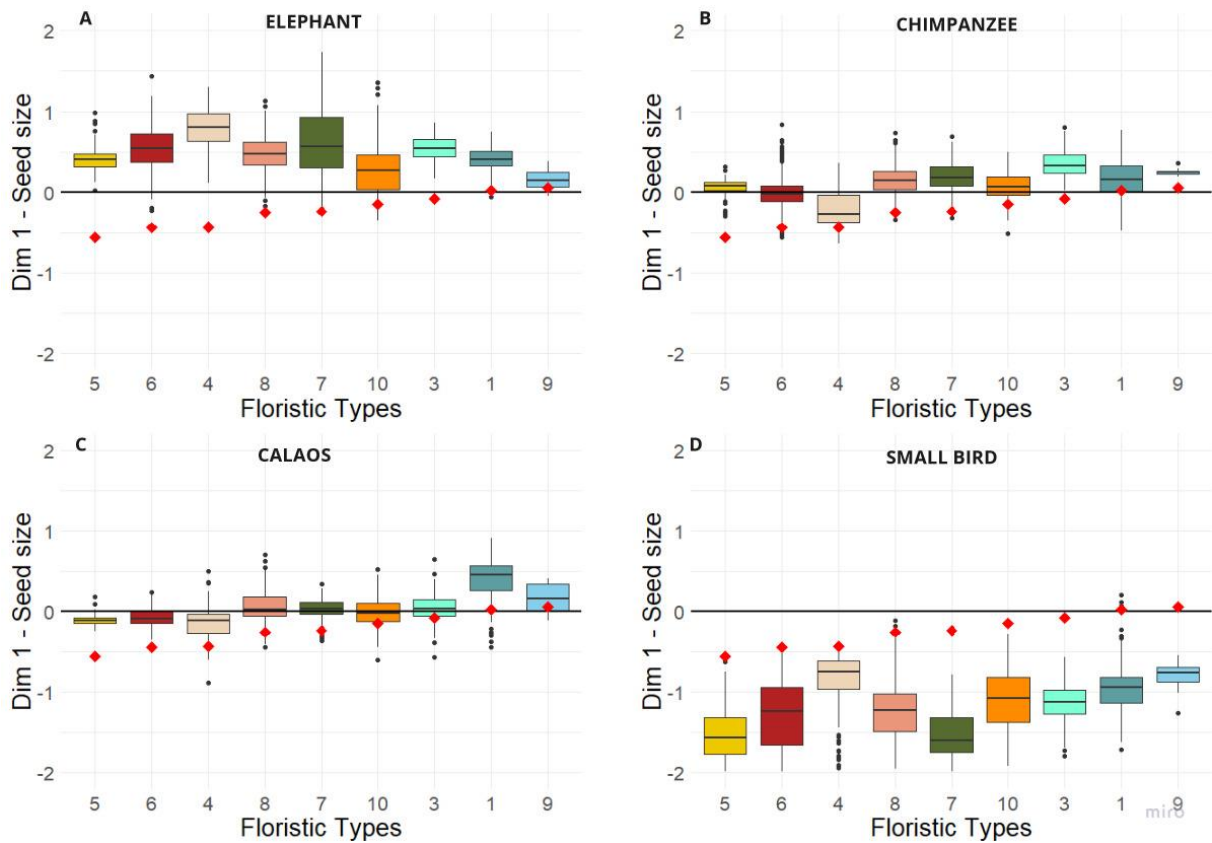 A
ELEPHANT
2
1
0
-1
-2
Dim 1 - Seed size
5 6 4 8 7 10 3 1 9
Floristic Types
B
CHIMPANZEE
2
1
0
-1
-2
Dim 1 - Seed size
5 6 4 8 7 10 3 1 9
Floristic Types
C
CALAOS
2
1
0
-1
-2
Dim 1 - Seed size
5 6 4 8 7 10 3 1 9
Floristic Types
D
SMALL BIRD
2
1
0
-1
-2
Dim 1 - Seed size
5 6 4 8 7 10 3 1 9
Floristic Types
miro